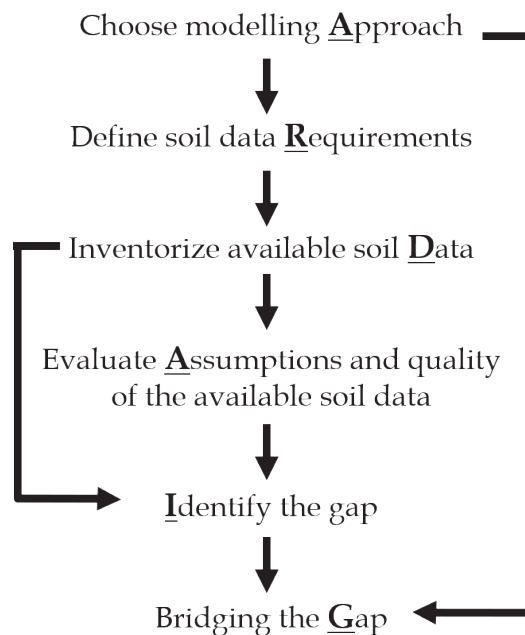 Choose modelling Approach
Define soil data Requirements
Inventorize available soil Data
Evaluate Assumptions and quality
of the available soil data
Identify the gap
Bridging the Gap